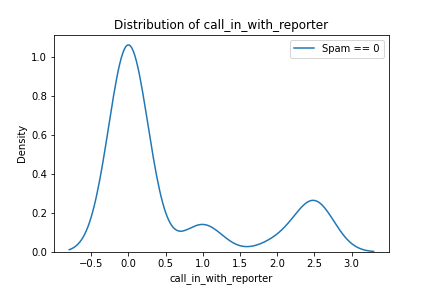 Distribution of call_in_with_reporter
Spam == 0
Density
1.0
0.8
0.6
0.4
0.2
0.0
−0.5 0.0 0.5 1.0 1.5 2.0 2.5 3.0
call_in_with_reporter